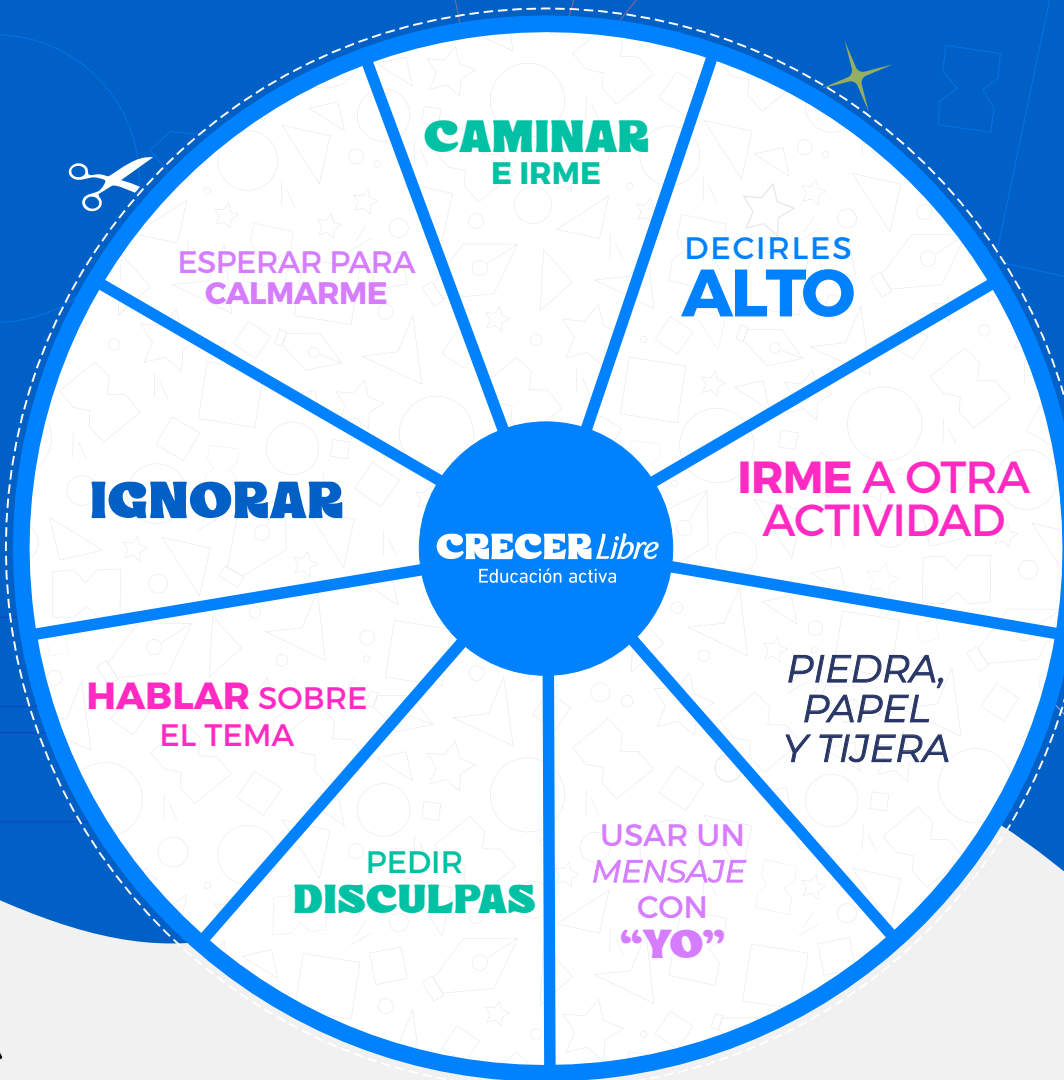 CAMINAR
E IRME
DECIRLES
ALTO
IRME A OTRA
ACTIVIDAD
PIEDRA,
PAPEL
Y TIJERA
USAR UN
MENSAJE
CON
“YO”
PEDIR
DISCULPAS
HABLAR SOBRE
EL TEMA
IGNORAR
ESPERAR PARA
CALMARME
CRECER Libre
Educación activa